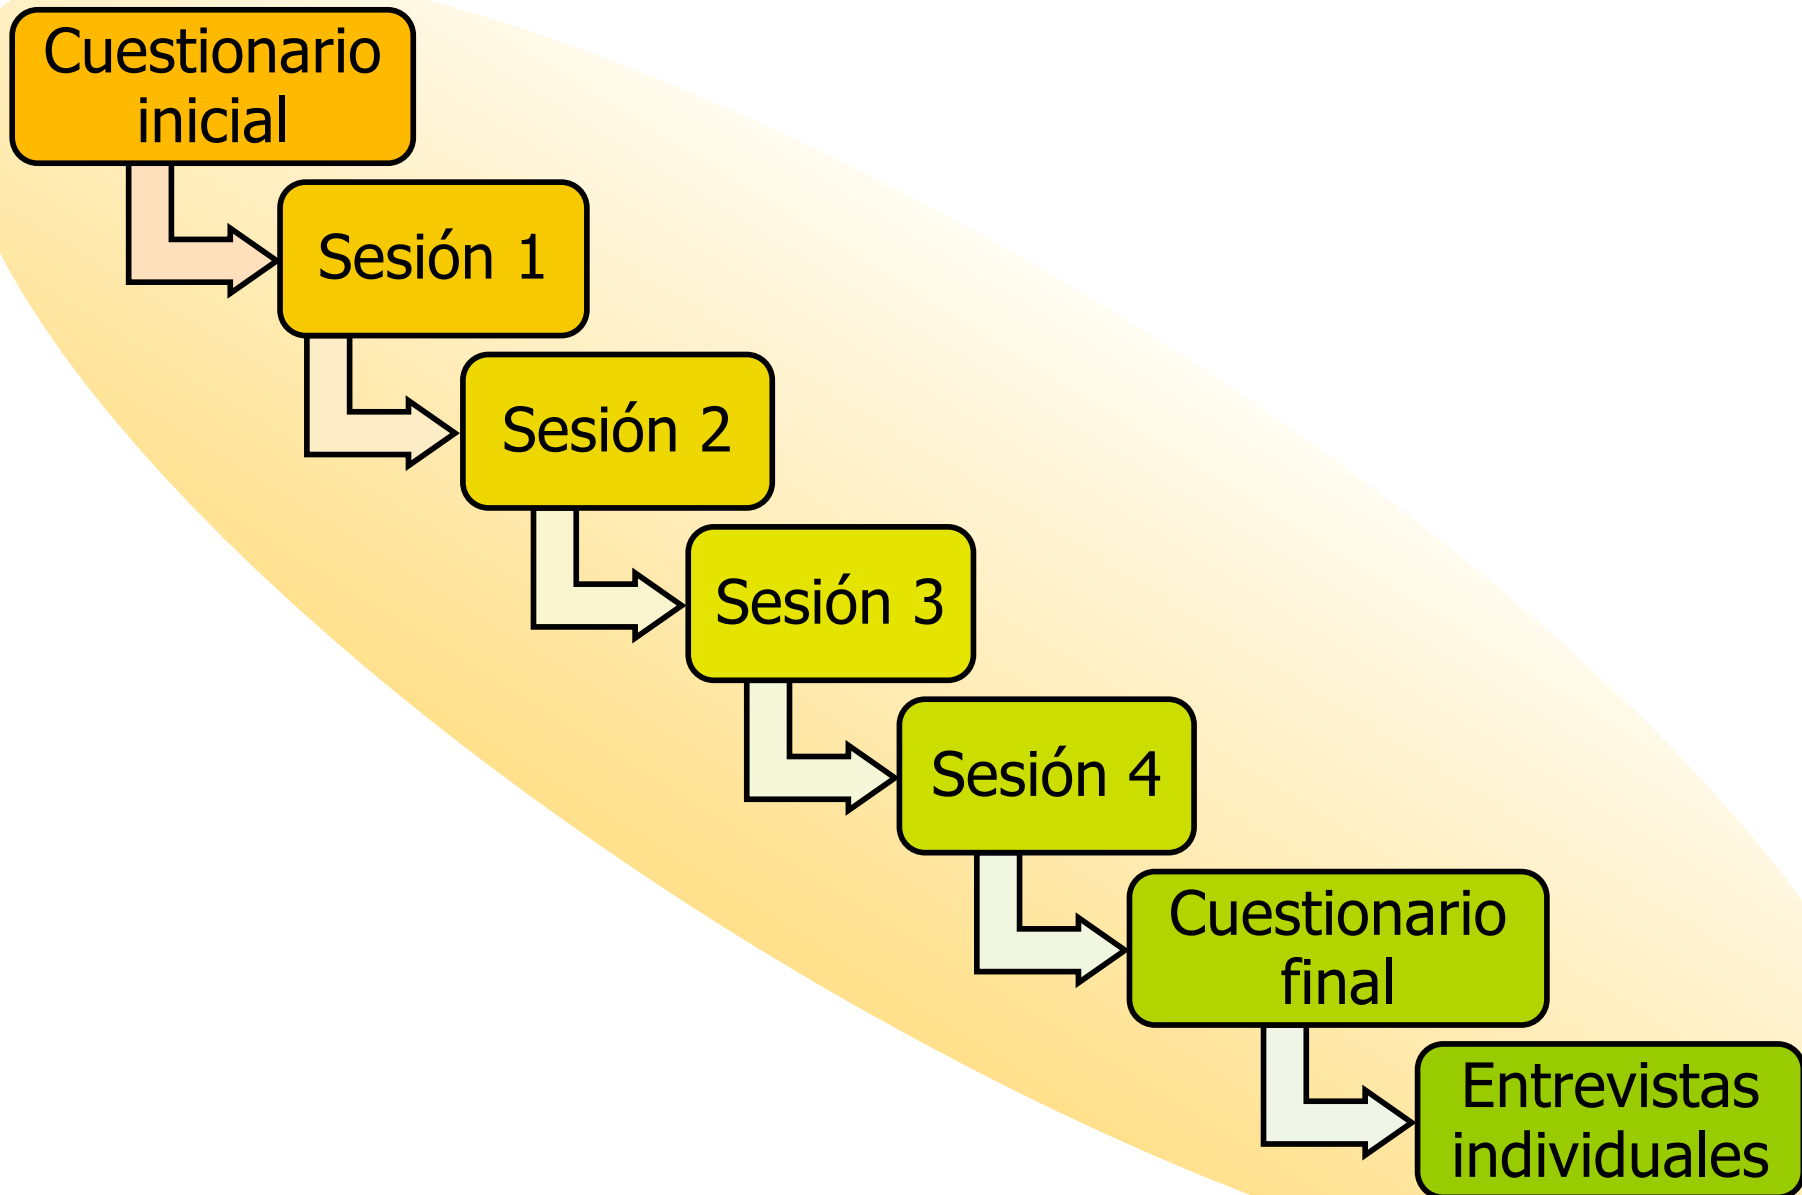 Cuestionario
inicial
Sesión 1
Sesión 2
Sesión 3
Sesión 4
Cuestionario
final
Entrevistas
individuales